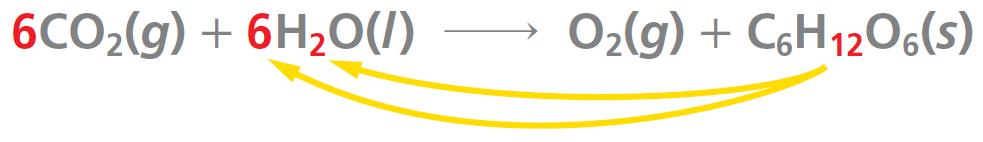 6CO₂(g) + 6H₂O(l) ⟶ O₂(g) + C₆H₁₂O₆(s)